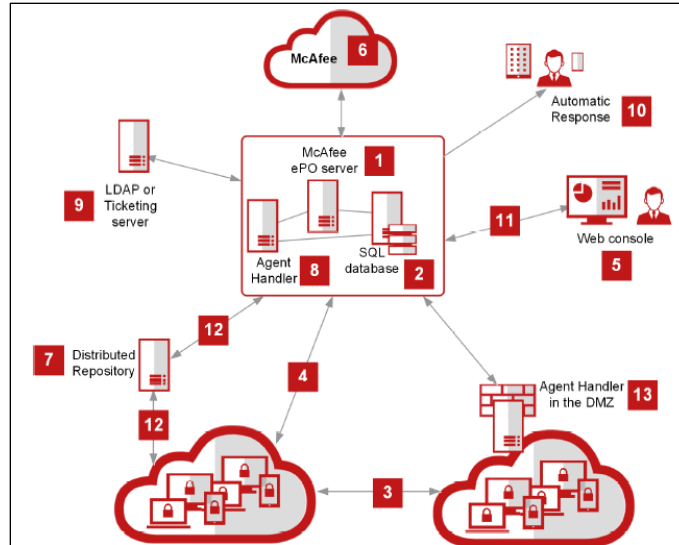 McAfee
6
Automatic
Response
10
McAfee
ePO server
1
LDAP or
Ticketing
server
9
Agent
Handler
8
SQL
database
2
11
Web console
5
7
Distributed
Repository
12
4
12
Agent Handler
in the DMZ
13
3